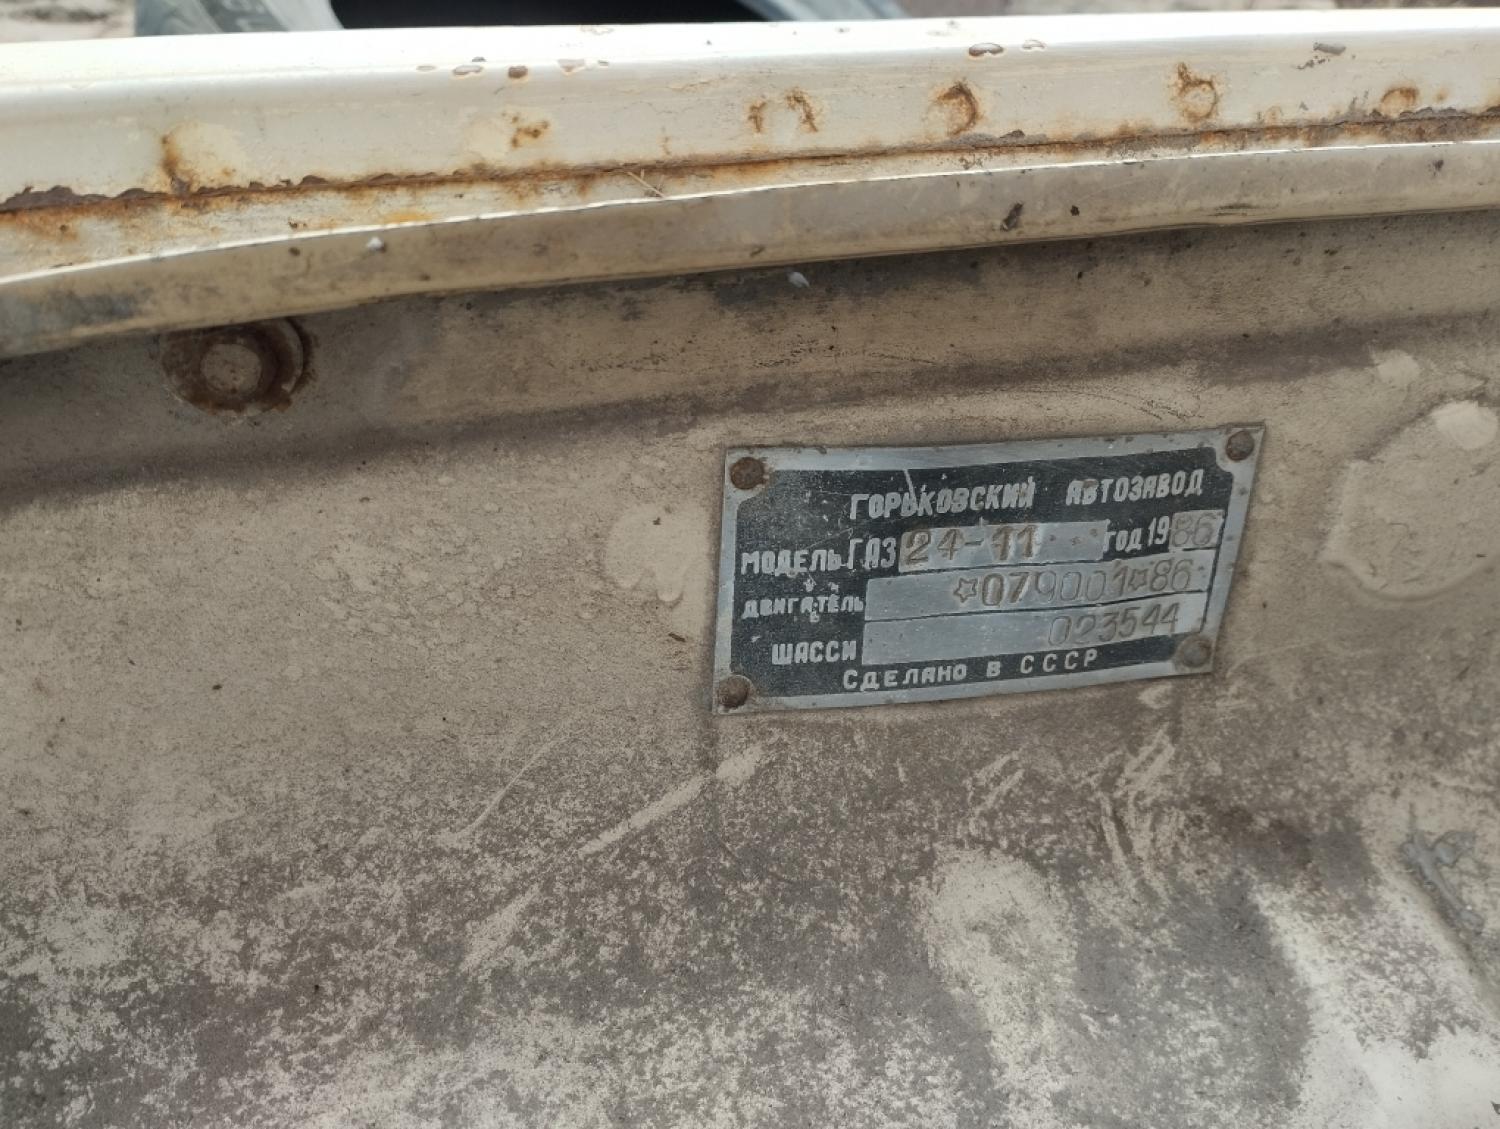 ГОРЬКОВСКИЙ АВТОЗАВОД
МОДЕЛЬ ГАЗ 24-11 ГОД 1986
ДВИГАТЕЛЬ ☆079001☆86
ШАССИ 023544
СДЕЛАНО В СССР